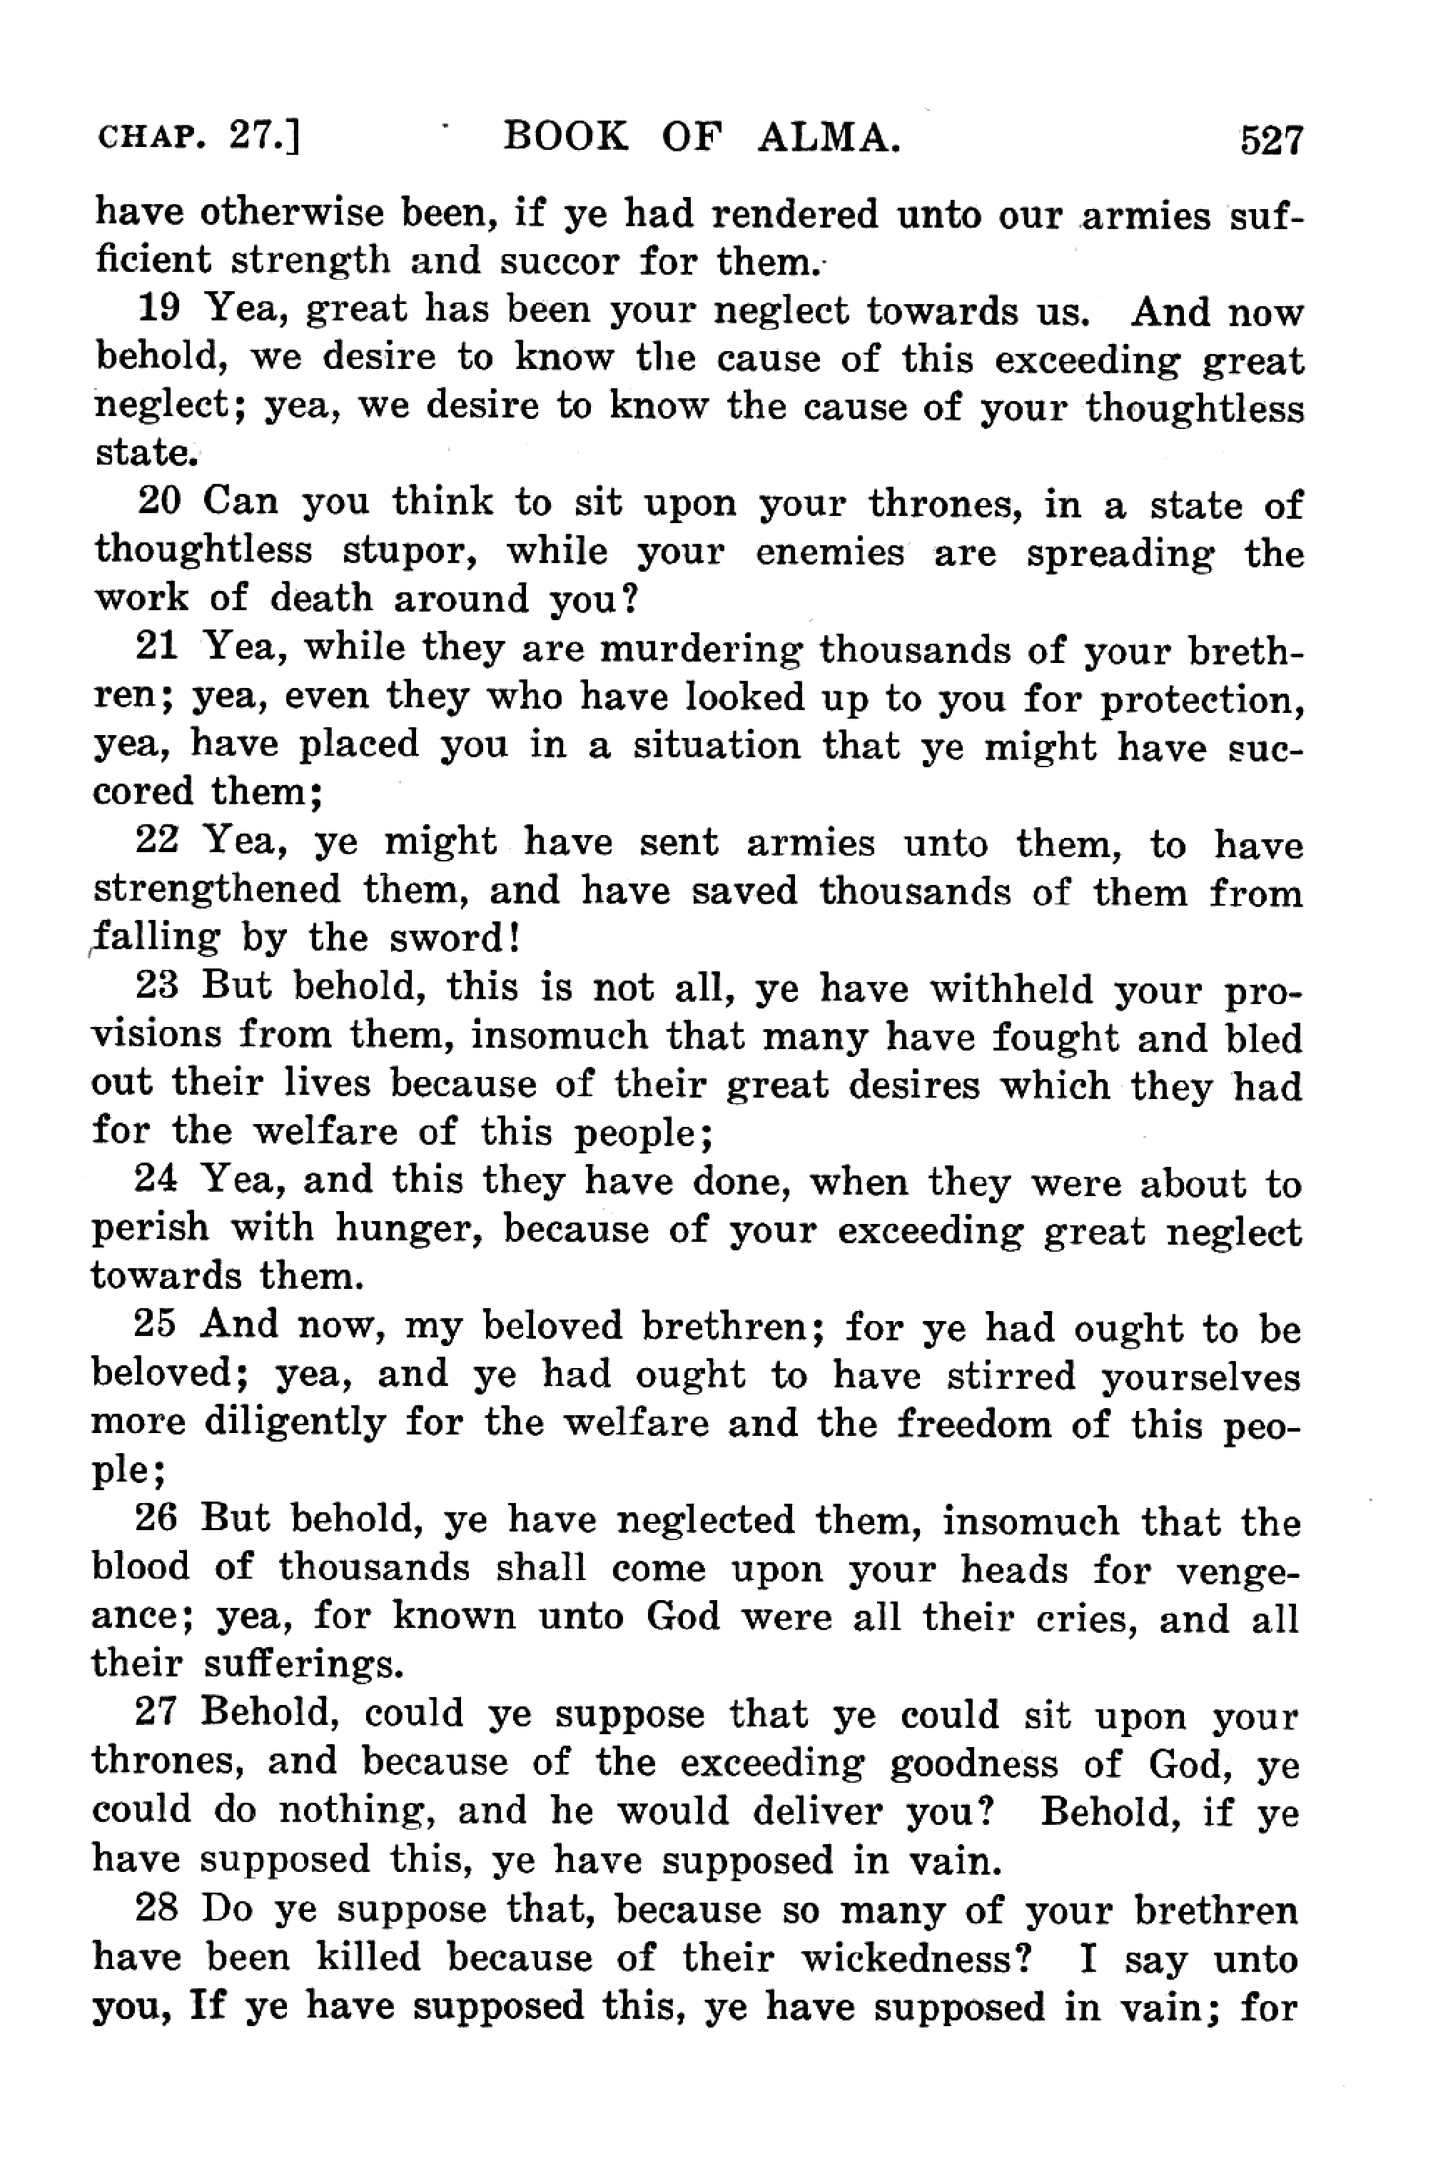 CHAP. 27.] BOOK OF ALMA. 527
have otherwise been, if ye had rendered unto our armies suf-
ficient strength and succor for them.
19 Yea, great has been your neglect towards us. And now
behold, we desire to know the cause of this exceeding great
neglect; yea, we desire to know the cause of your thoughtless
state.
20 Can you think to sit upon your thrones, in a state of
thoughtless stupor, while your enemies are spreading the
work of death around you?
21 Yea, while they are murdering thousands of your breth-
ren; yea, even they who have looked up to you for protection,
yea, have placed you in a situation that ye might have suc-
cored them;
22 Yea, ye might have sent armies unto them, to have
strengthened them, and have saved thousands of them from
falling by the sword!
23 But behold, this is not all, ye have withheld your pro-
visions from them, insomuch that many have fought and bled
out their lives because of their great desires which they had
for the welfare of this people;
24 Yea, and this they have done, when they were about to
perish with hunger, because of your exceeding great neglect
towards them.
25 And now, my beloved brethren; for ye had ought to be
beloved; yea, and ye had ought to have stirred yourselves
more diligently for the welfare and the freedom of this peo-
ple;
26 But behold, ye have neglected them, insomuch that the
blood of thousands shall come upon your heads for venge-
ance; yea, for known unto God were all their cries, and all
their sufferings.
27 Behold, could ye suppose that ye could sit upon your
thrones, and because of the exceeding goodness of God, ye
could do nothing, and he would deliver you? Behold, if ye
have supposed this, ye have supposed in vain.
28 Do ye suppose that, because so many of your brethren
have been killed because of their wickedness? I say unto
you, If ye have supposed this, ye have supposed in vain; for